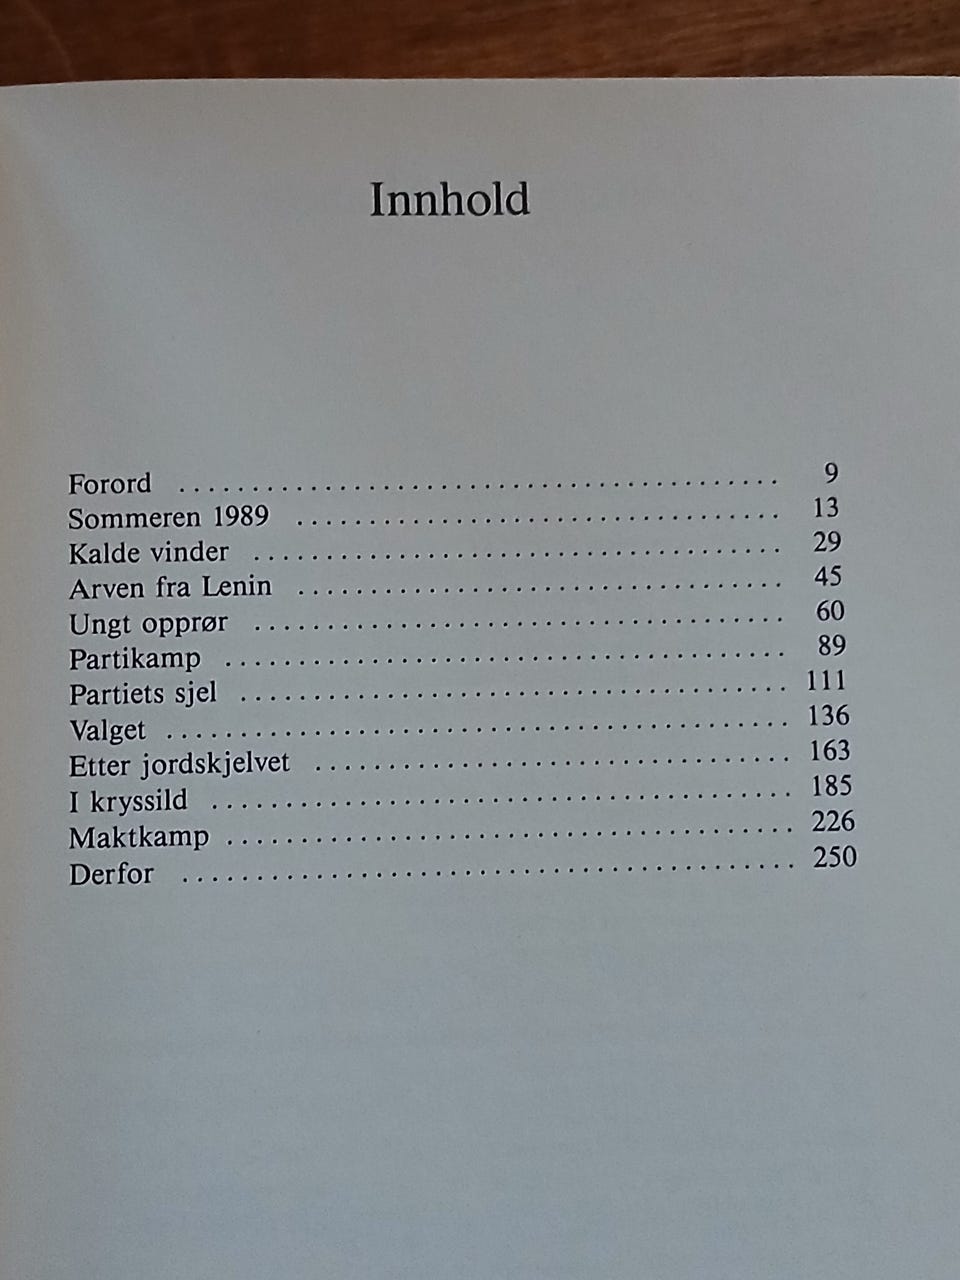 Innhold
Forord ........................................ 9
Sommeren 1989 ................................. 13
Kalde vinder .................................... 29
Arven fra Lenin ................................. 45
Ungt opprør .................................... 60
Partikamp ...................................... 89
Partiets sjel ..................................... 111
Valget .......................................... 136
Etter jordskjelvet ................................ 163
I kryssild ....................................... 185
Maktkamp ...................................... 226
Derfor ......................................... 250